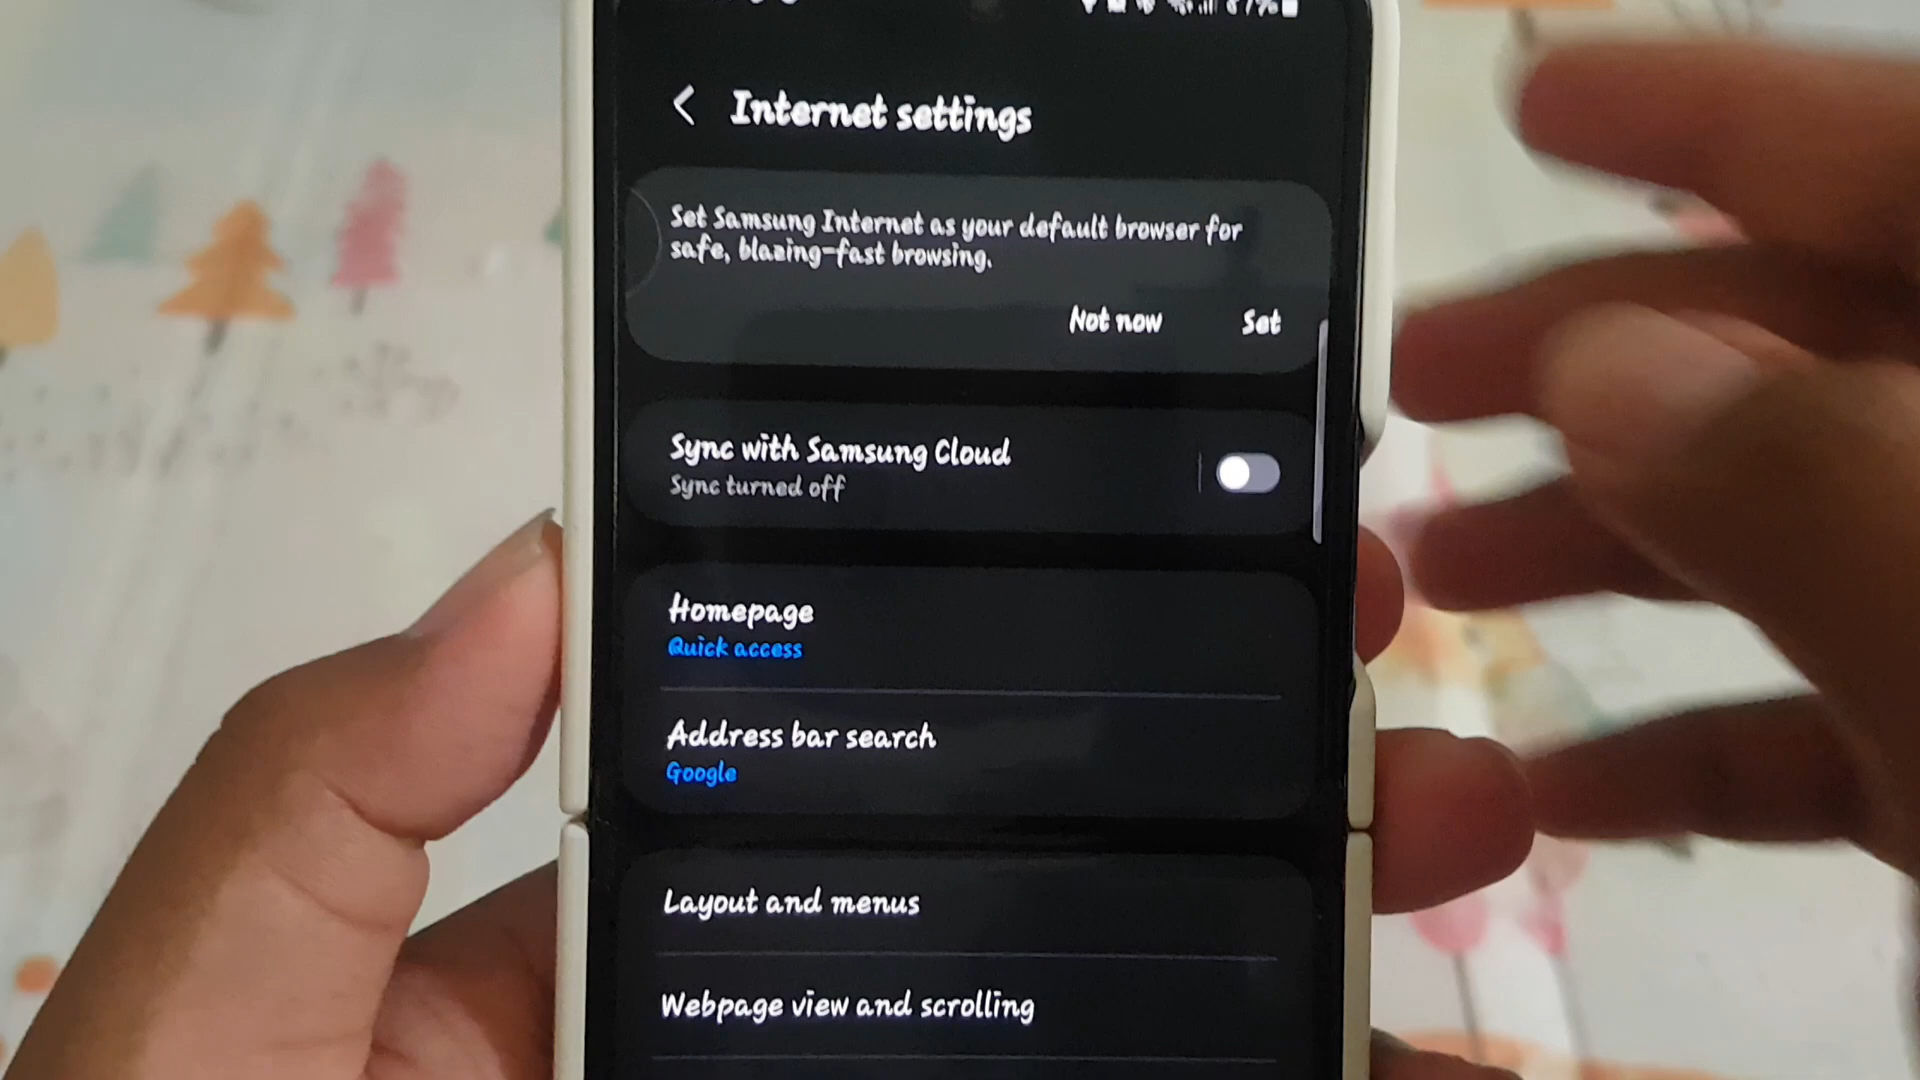 Internet settings
Set Samsung Internet as your default browser for
safe, blazing-fast browsing.
Not now
Set
Sync with Samsung Cloud
Sync turned off
Homepage
Quick access
Address bar search
Google
Layout and menus
Webpage view and scrolling